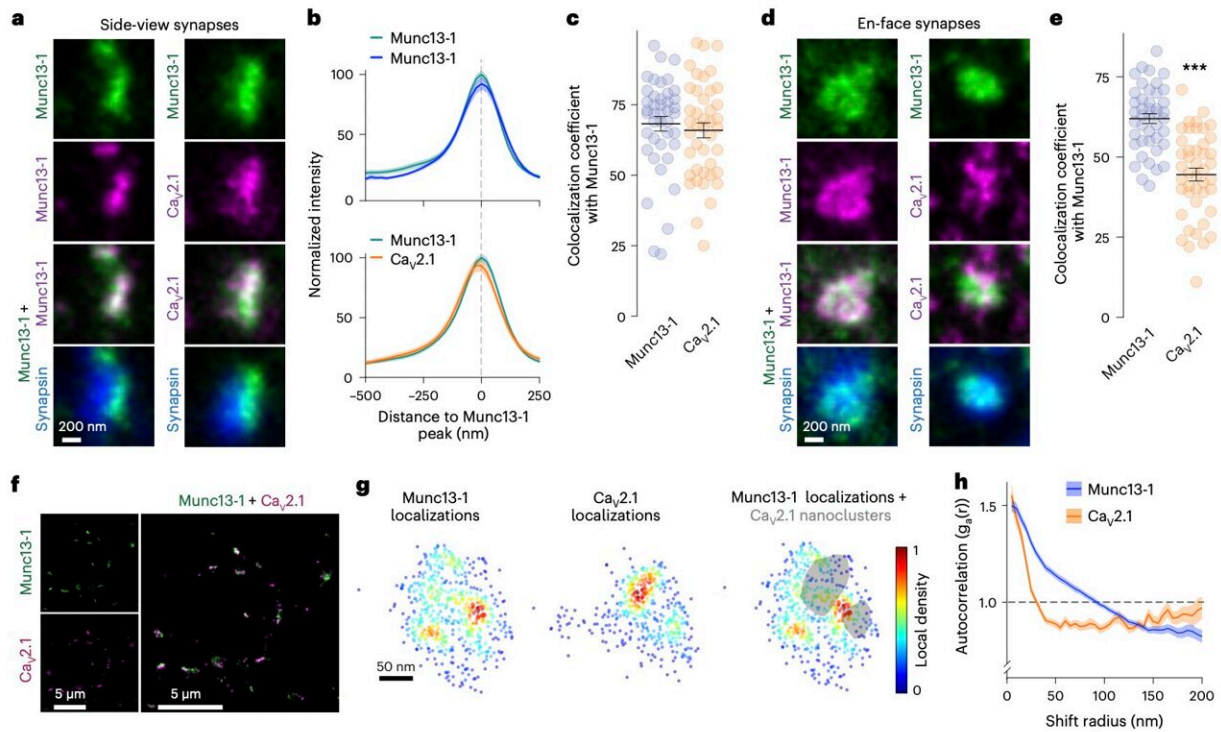 a
Side-view synapses
Munc13-1
Munc13-1
Munc13-1
CaV2.1
Munc13-1 +
Munc13-1
CaV2.1
Synapsin
Synapsin
200 nm
b
Munc13-1
Munc13-1
100
50
0
Normalized intensity
Munc13-1
CaV2.1
100
50
0
−500
−250
0
250
Distance to Munc13-1
peak (nm)
c
Colocalization coefficient
with Munc13-1
75
50
25
0
Munc13-1
CaV2.1
d
En-face synapses
Munc13-1
Munc13-1
Munc13-1
CaV2.1
Munc13-1 +
Munc13-1
CaV2.1
Synapsin
Synapsin
200 nm
e
***
Colocalization coefficient
with Munc13-1
75
50
25
0
Munc13-1
CaV2.1
f
Munc13-1 + CaV2.1
Munc13-1
CaV2.1
5 µm
5 µm
g
Munc13-1
localizations
CaV2.1
localizations
Munc13-1 localizations +
CaV2.1 nanoclusters
50 nm
1
Local density
0
h
Munc13-1
CaV2.1
1.5
1.0
Autocorrelation (ga(r))
0
50
100
150
200
Shift radius (nm)